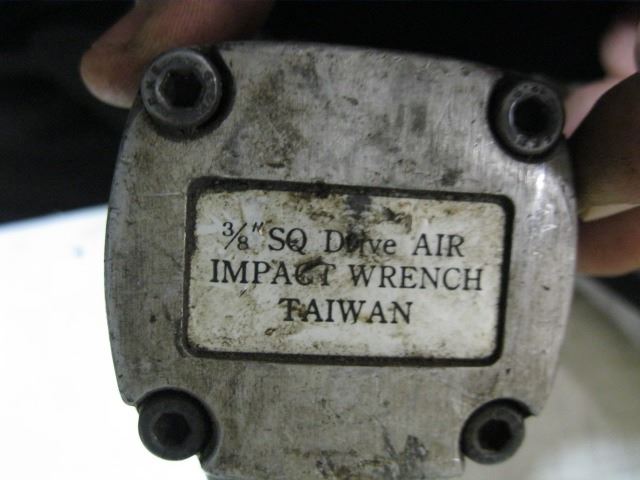 3/8" SQ Drive AIR
IMPACT WRENCH
TAIWAN